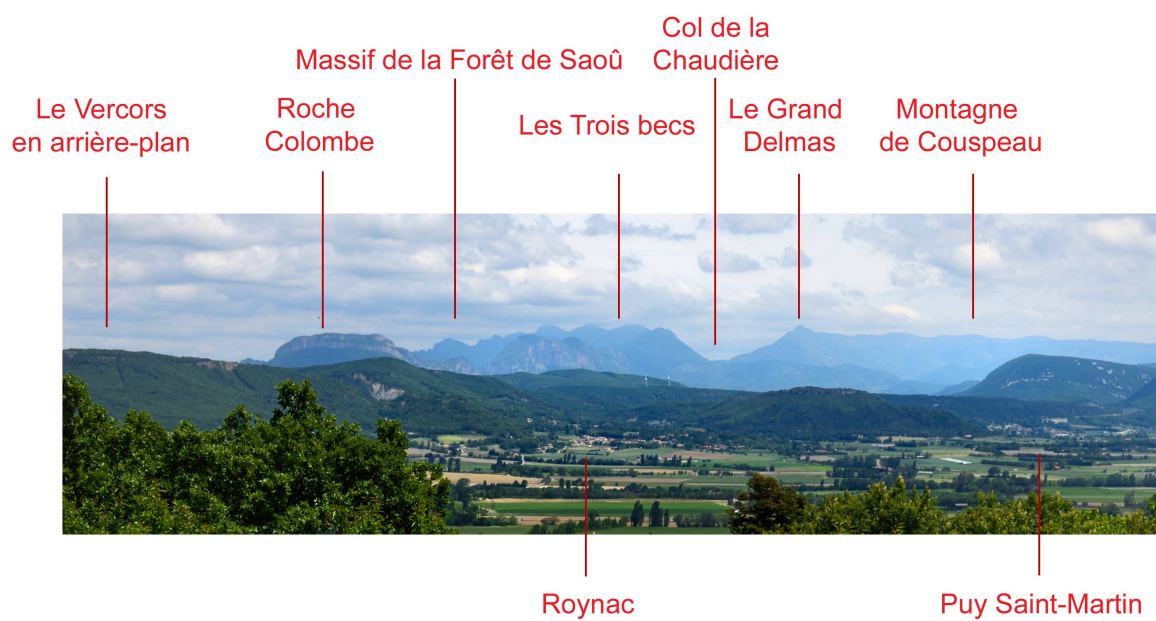 Col de la
Chaudière
Massif de la Forêt de Saoû
Le Vercors
en arrière-plan
Roche
Colombe
Les Trois becs
Le Grand
Delmas
Montagne
de Couspeau
Roynac
Puy Saint-Martin